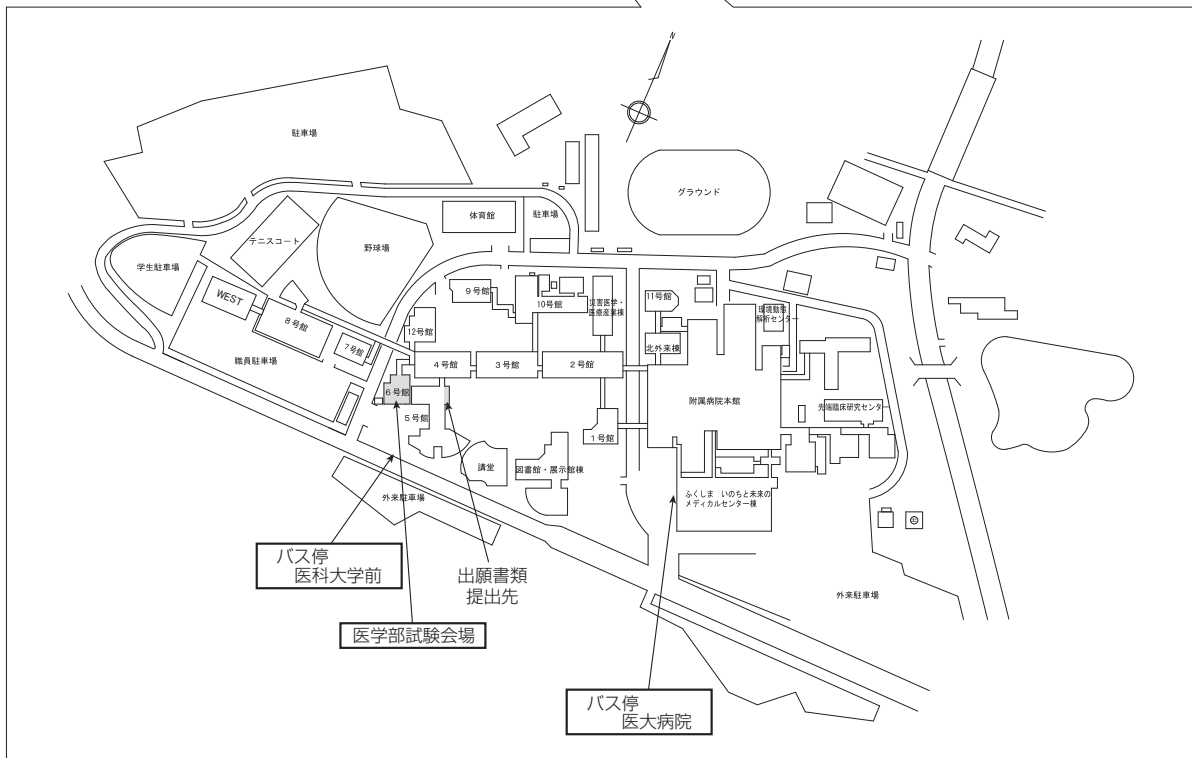 N
駐車場
グラウンド
体育館
駐車場
テニスコート
野球場
学生駐車場
WEST
8号館
7号館
職員駐車場
9号館
10号館
災害医学・
医療産業棟
11号館
環境動態
解析センター
12号館
北外来棟
4号館
3号館
2号館
附属病院本館
6号館
5号館
1号館
先端臨床研究センター
講堂
図書館・展示館棟
外来駐車場
ふくしま いのちと未来の
メディカルセンター棟
外来駐車場
バス停
医科大学前
出願書類
提出先
医学部試験会場
バス停
医大病院